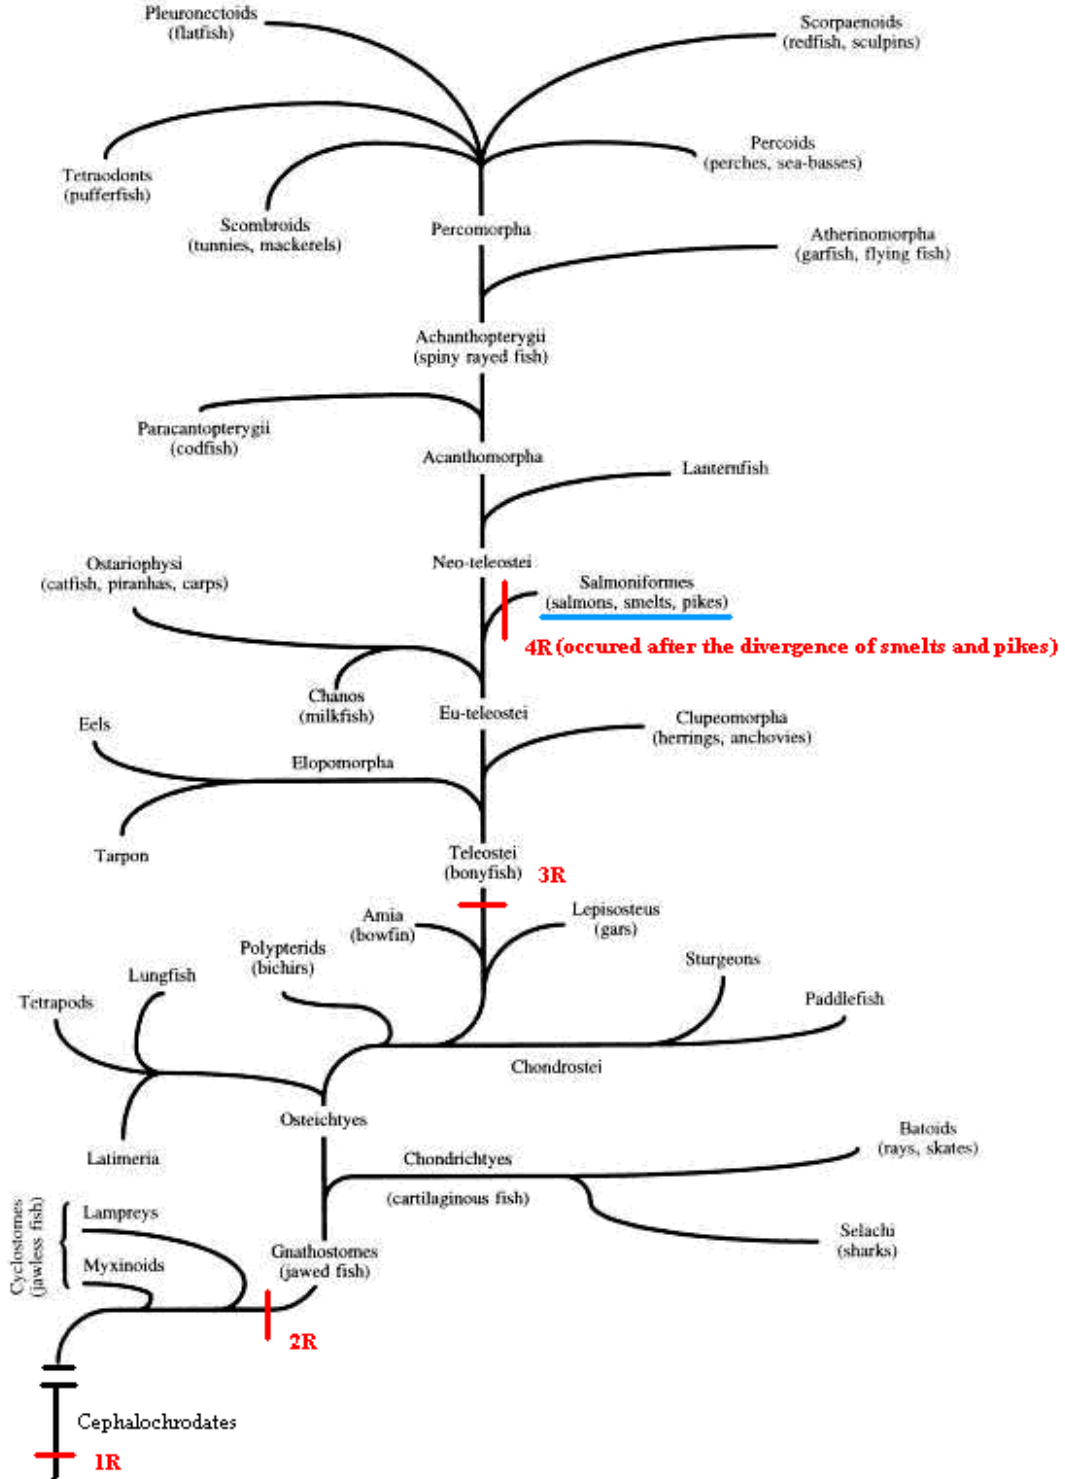 Pleuronectoids
(flatfish)
Scorpaenoids
(redfish, sculpins)
Tetraodonts
(pufferfish)
Percoids
(perches, sea-basses)
Scombroids
(tunnies, mackerels)
Percomorpha
Atherinomorpha
(garfish, flying fish)
Achanthopterygii
(spiny rayed fish)
Paracantopterygii
(codfish)
Acanthomorpha
Lanternfish
Neo-teleostei
Ostariophysi
(catfish, piranhas, carps)
Salmoniformes
(salmons, smelts, pikes)
4R (occured after the divergence of smelts and pikes)
Chanos
(milkfish)
Eu-teleostei
Clupeomorpha
(herrings, anchovies)
Eels
Elopomorpha
Tarpon
Teleostei
(bonyfish)
3R
Amia
(bowfin)
Lepisosteus
(gars)
Polypterids
(bichirs)
Sturgeons
Lungfish
Tetrapods
Paddlefish
Chondrostei
Osteichtyes
Latimeria
Chondrichtyes
(cartilaginous fish)
Batoids
(rays, skates)
Selachi
(sharks)
Cyclostomes
(jawless fish)
Lampreys
Myxinoids
Gnathostomes
(jawed fish)
2R
Cephalochrodates
1R